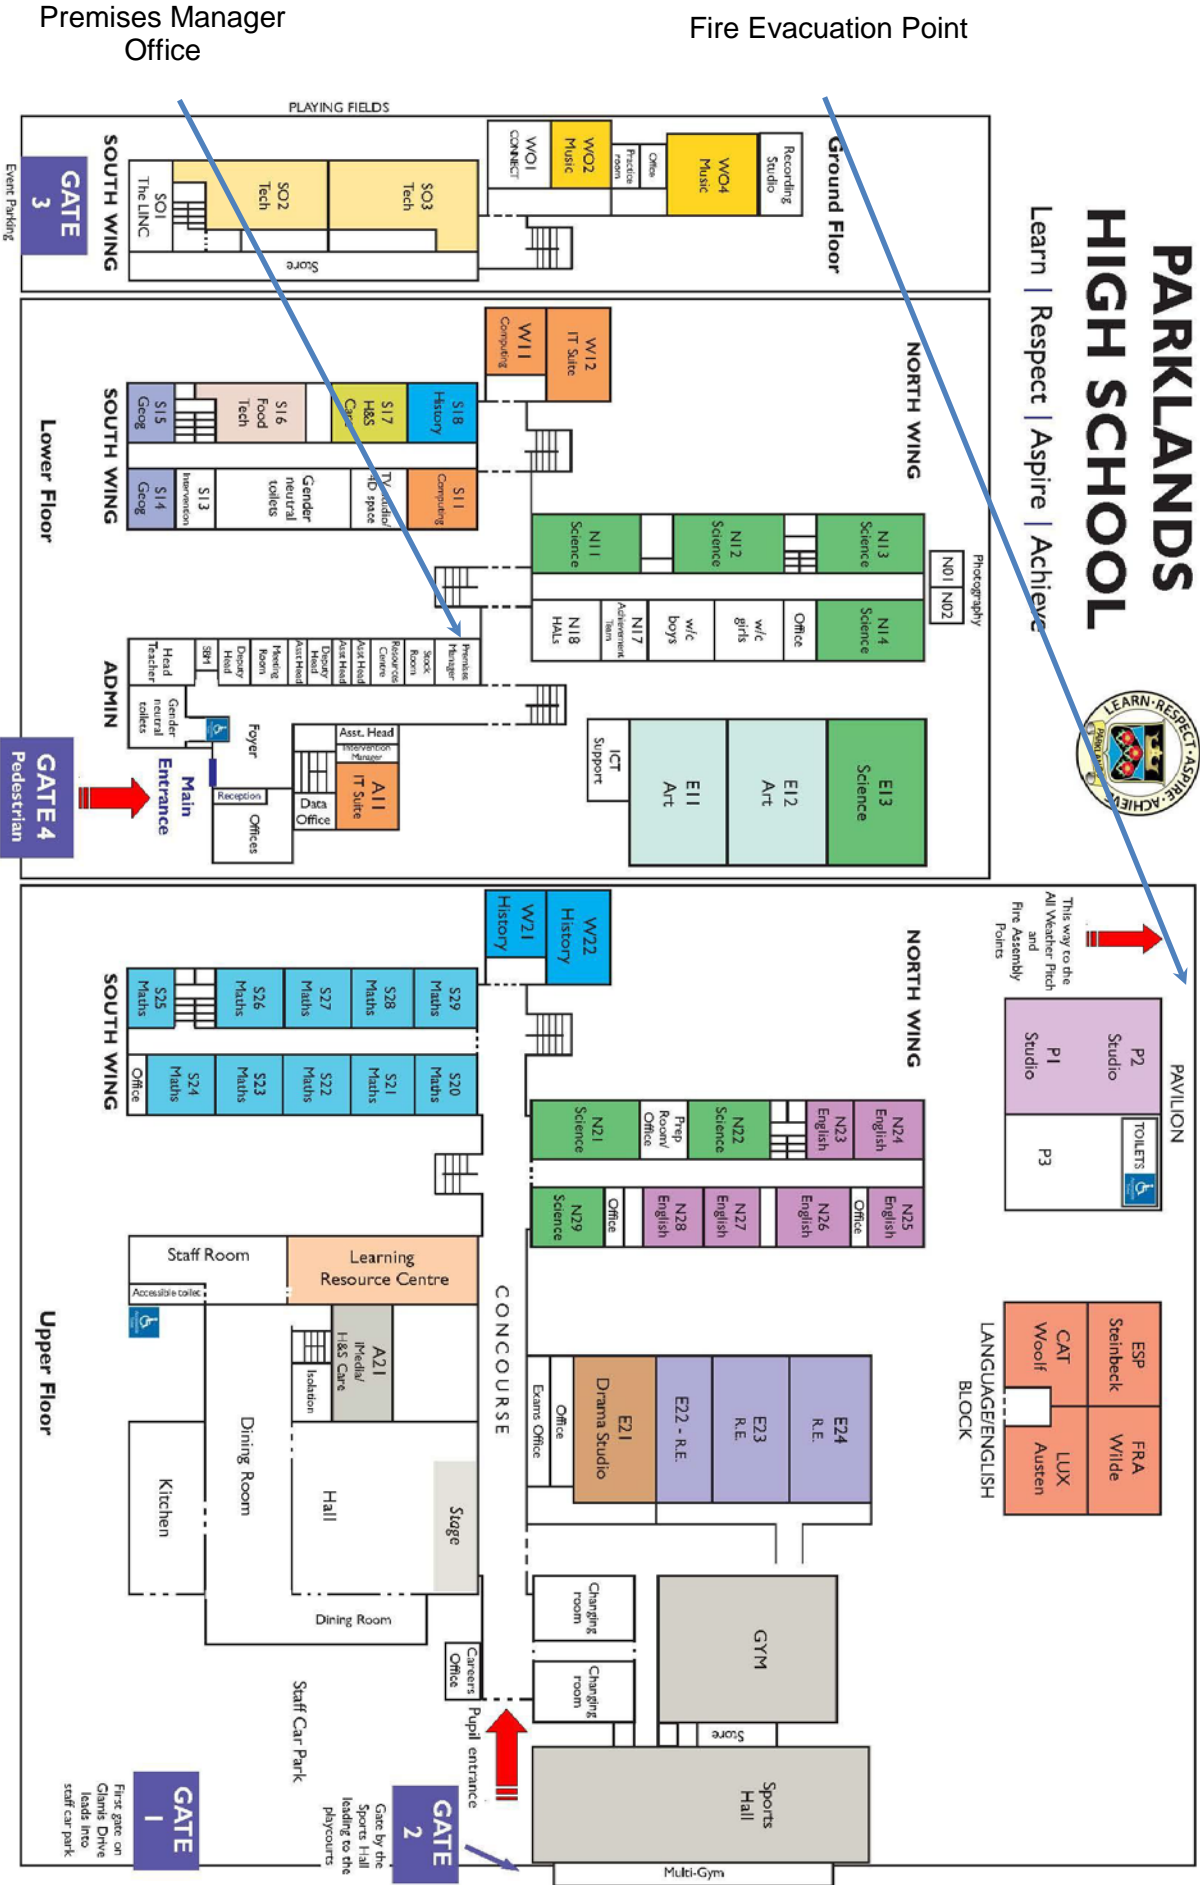 Premises Manager
Office
Fire Evacuation Point
PARKLANDS
HIGH SCHOOL
Learn | Respect | Aspire | Achieve
LEARN·RESPECT·ASPIRE·ACHIEVE
PLAYING FIELDS
Ground Floor
SOUTH WING
GATE
3
Event Parking
SO1
The LINC
SO2
Tech
SO3
Tech
Store
WO1
CONNECT
WO2
Music
Practice
room
Office
WO4
Music
Recording
Studio
Lower Floor
NORTH WING
SOUTH WING
W11
Computing
W12
IT Suite
S15
Geog
S16
Food
Tech
S17
H&S
Care
S18
History
S14
Geog
S13
Intervention
Gender
neutral
toilets
TV studio/
4D space
S11
Computing
N11
Science
N12
Science
N13
Science
Photography
N01
N02
N18
HALs
N17
Achievement
Team
w/c
boys
w/c
girls
Office
N14
Science
ADMIN
Head
Teacher
SBM
Deputy
Head
Meeting
Room
Asst Head
Deputy
Head
Asst Head
Asst Head
Resources
Centre
Stock
Room
Premises
Manager
Gender
neutral
toilets
Foyer
Main
Entrance
GATE 4
Pedestrian
Reception
Offices
Data
Office
Asst. Head
Intervention
Manager
A11
IT Suite
ICT
Support
E11
Art
E12
Art
E13
Science
Upper Floor
NORTH WING
SOUTH WING
This way to the
All Weather Pitch
and
Fire Assembly
Points
PAVILION
P2
Studio
P1
Studio
P3
TOILETS
W21
History
W22
History
S25
Maths
S26
Maths
S27
Maths
S28
Maths
S29
Maths
Office
S24
Maths
S23
Maths
S22
Maths
S21
Maths
S20
Maths
N21
Science
Prep
Room/
Office
N22
Science
N23
English
N24
English
N29
Science
Office
N28
English
N27
English
N26
English
Office
N25
English
LANGUAGE/ENGLISH
BLOCK
ESP
Steinbeck
CAT
Woolf
FRA
Wilde
LUX
Austen
Staff Room
Accessible toilet
Learning
Resource Centre
A21
iMedia/
H&S Care
Isolation
CONCOURSE
Kitchen
Dining Room
Hall
Stage
Dining Room
Exams Office
Office
E21
Drama Studio
E22 - R.E.
E23
R.E.
E24
R.E.
Changing
room
Changing
room
GYM
Store
Sports
Hall
Multi-Gym
Careers
Office
Pupil entrance
Staff Car Park
GATE
1
First gate on
Glamis Drive
leads into
staff car park
GATE
2
Gate by the
Sports Hall
leading to the
playcourts